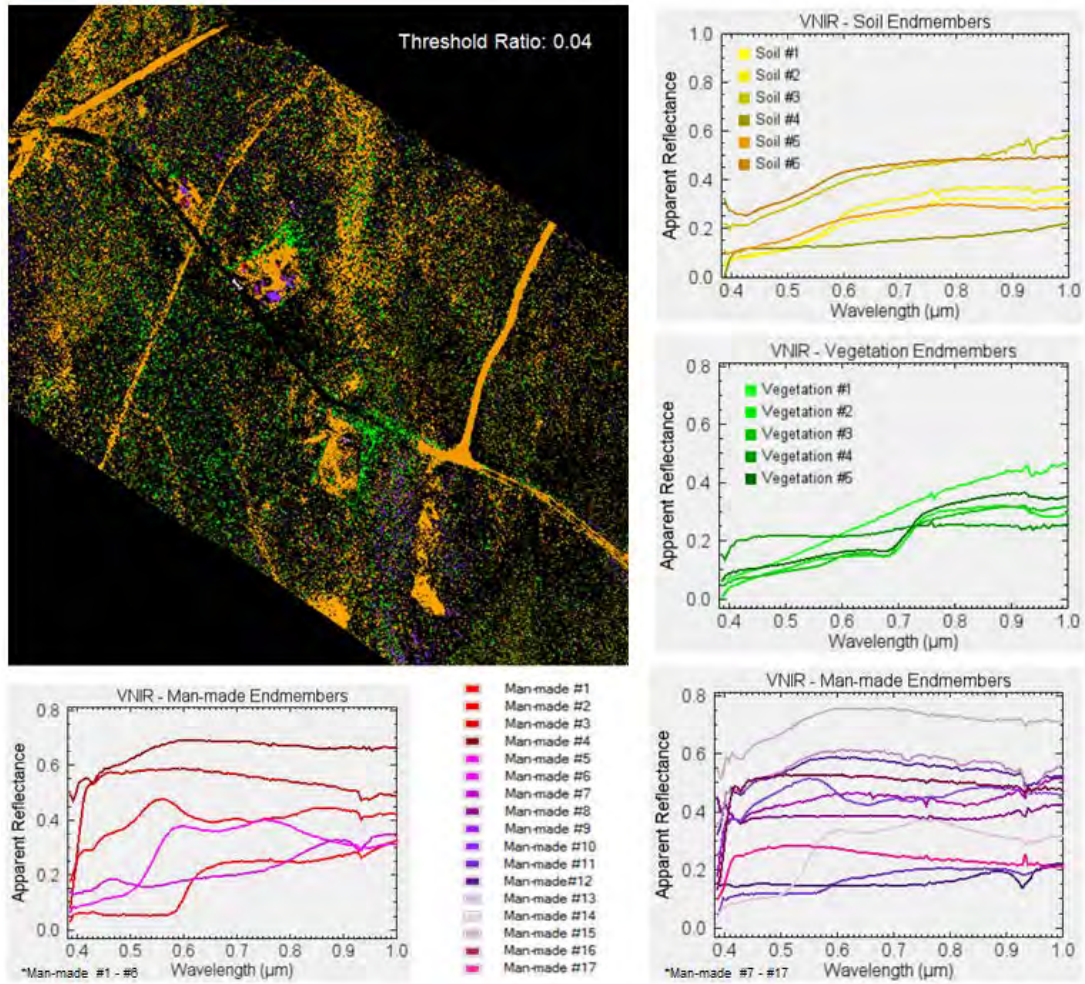 Threshold Ratio: 0.04
VNIR - Soil Endmembers
1.0
0.8
0.6
0.4
0.2
0.0
Apparent Reflectance
Soil #1
Soil #2
Soil #3
Soil #4
Soil #5
Soil #6
0.4 0.5 0.6 0.7 0.8 0.9 1.0
Wavelength (µm)
VNIR - Vegetation Endmembers
0.8
0.6
0.4
0.2
0.0
Apparent Reflectance
Vegetation #1
Vegetation #2
Vegetation #3
Vegetation #4
Vegetation #5
0.4 0.5 0.6 0.7 0.8 0.9 1.0
Wavelength (µm)
VNIR - Man-made Endmembers
0.8
0.6
0.4
0.2
0.0
Apparent Reflectance
0.4 0.5 0.6 0.7 0.8 0.9 1.0
Wavelength (µm)
*Man-made #1 - #6
Man-made #1
Man-made #2
Man-made #3
Man-made #4
Man-made #5
Man-made #6
Man-made #7
Man-made #8
Man-made #9
Man-made #10
Man-made #11
Man-made#12
Man-made #13
Man-made #14
Man-made #15
Man-made #16
Man-made #17
VNIR - Man-made Endmembers
0.8
0.6
0.4
0.2
0.0
Apparent Reflectance
0.4 0.5 0.6 0.7 0.8 0.9 1.0
Wavelength (µm)
*Man-made #7 - #17